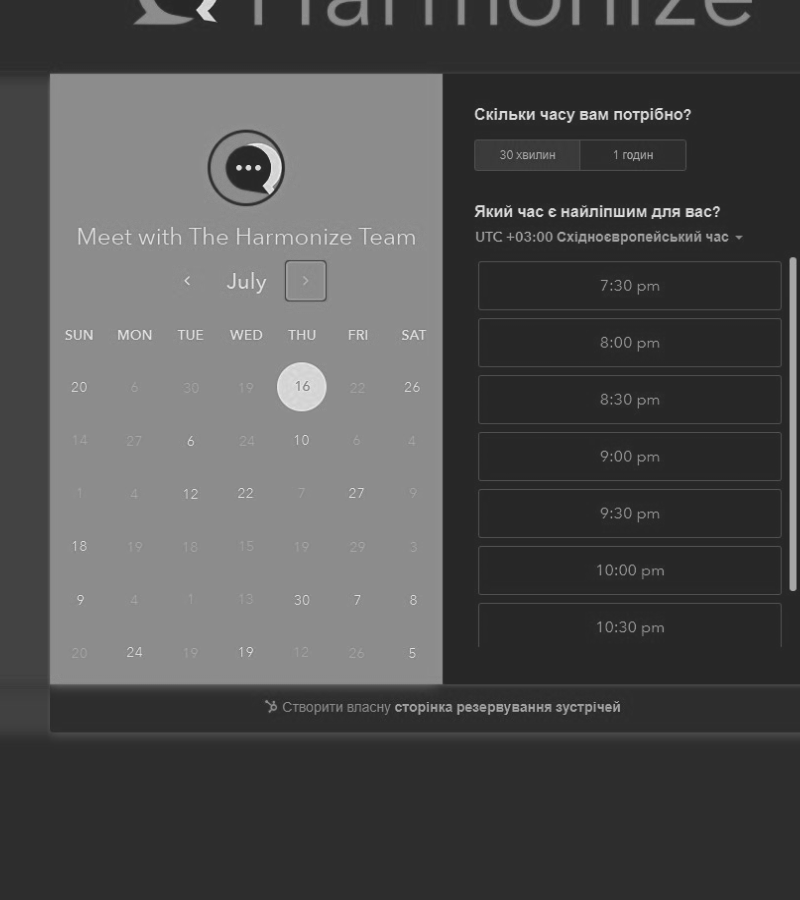 Harmonize
Meet with The Harmonize Team
July
SUN MON TUE WED THU FRI SAT
20 6 30 19 16 22 26
14 27 6 24 10 6 4
1 4 12 22 7 27 9
18 19 18 15 19 29 3
9 4 1 13 30 7 8
20 24 19 19 12 26 5
Скільки часу вам потрібно?
30 хвилин 1 годин
Який час є найліпшим для вас?
UTC +03:00 Східноєвропейський час
7:30 pm
8:00 pm
8:30 pm
9:00 pm
9:30 pm
10:00 pm
10:30 pm
Створити власну сторінка резервування зустрічей